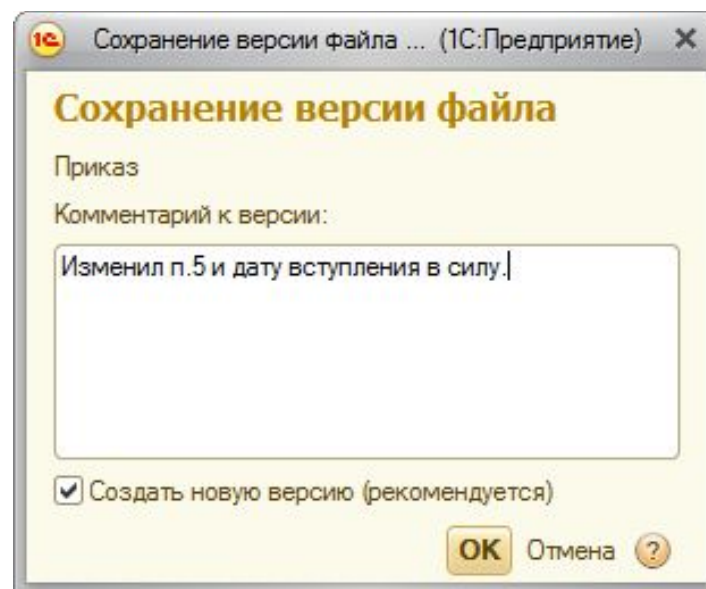 1С Сохранение версии файла ... (1С:Предприятие)
Сохранение версии файла
Приказ
Комментарий к версии:
Изменил п.5 и дату вступления в силу.
Создать новую версию (рекомендуется)
ОК Отмена ?